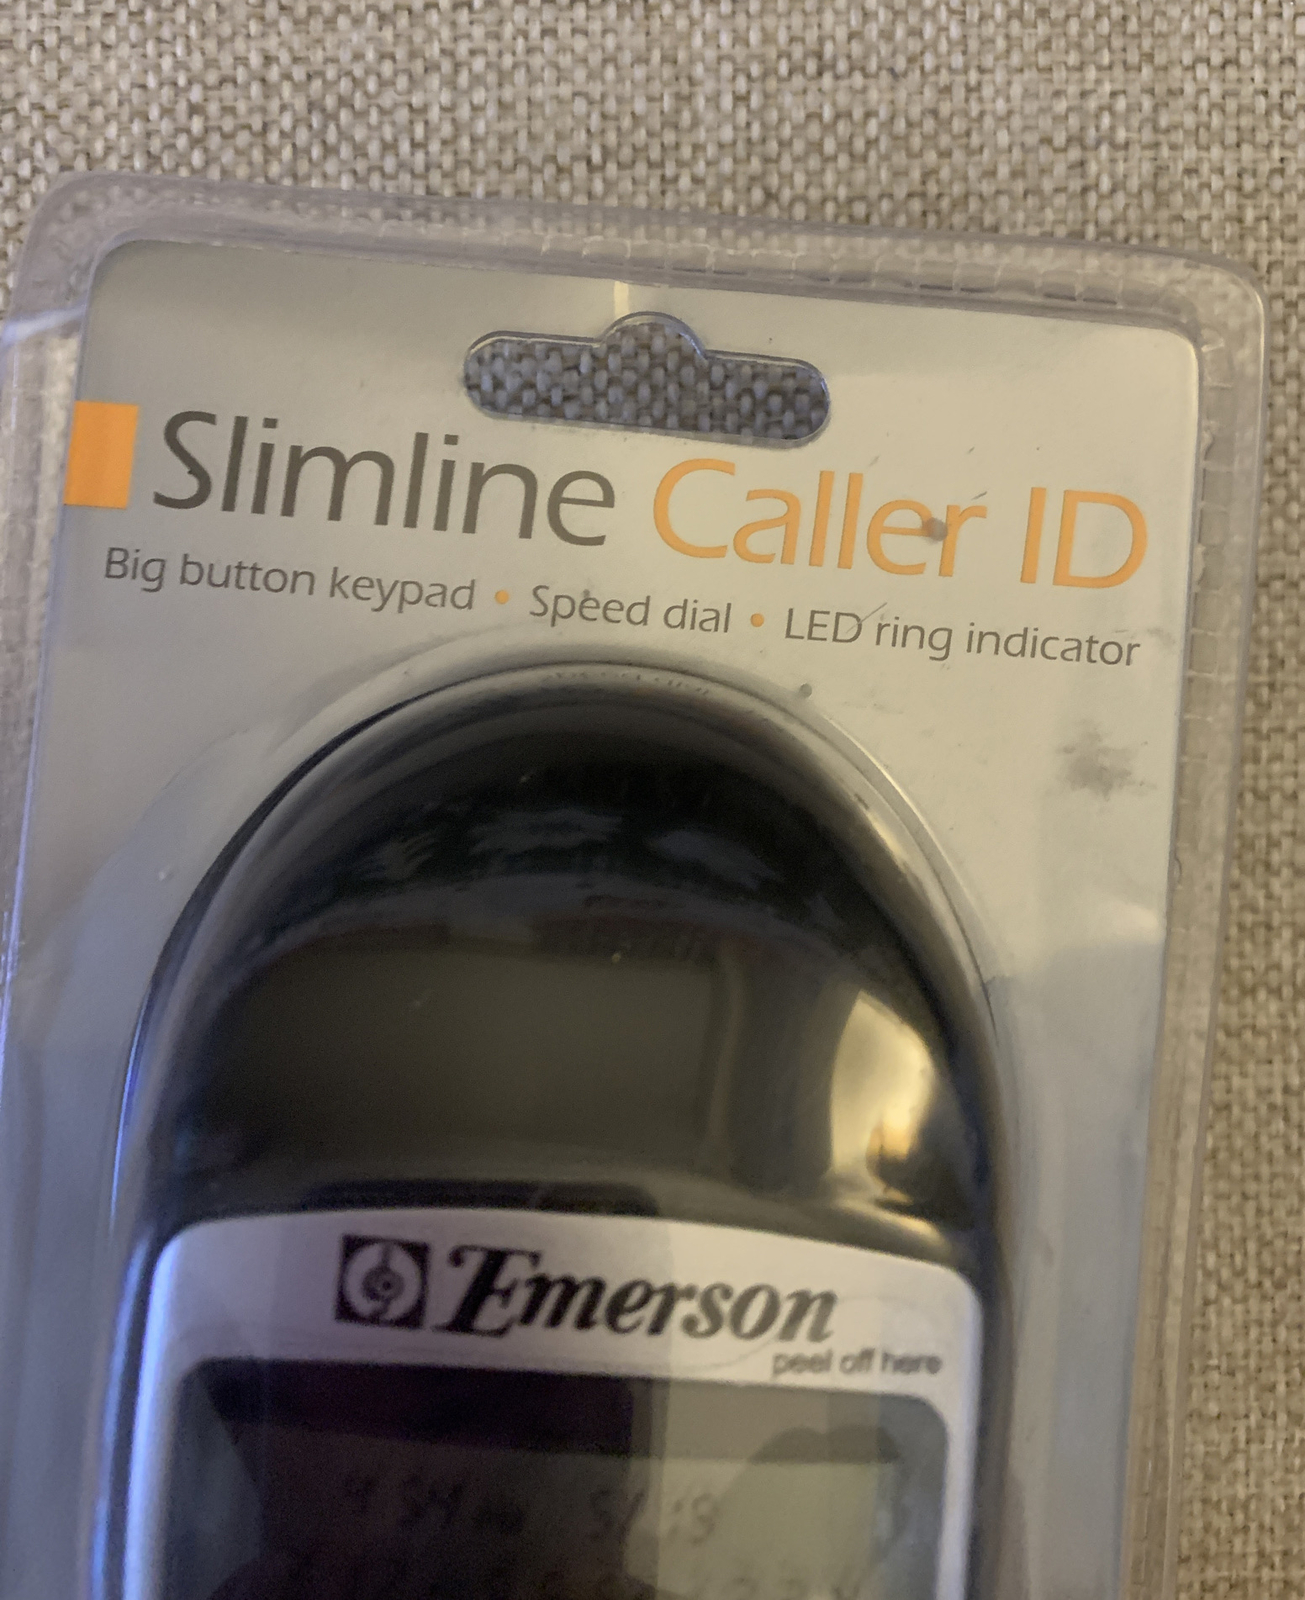 Slimline Caller ID
Big button keypad • Speed dial • LED ring indicator
Emerson
peel off here